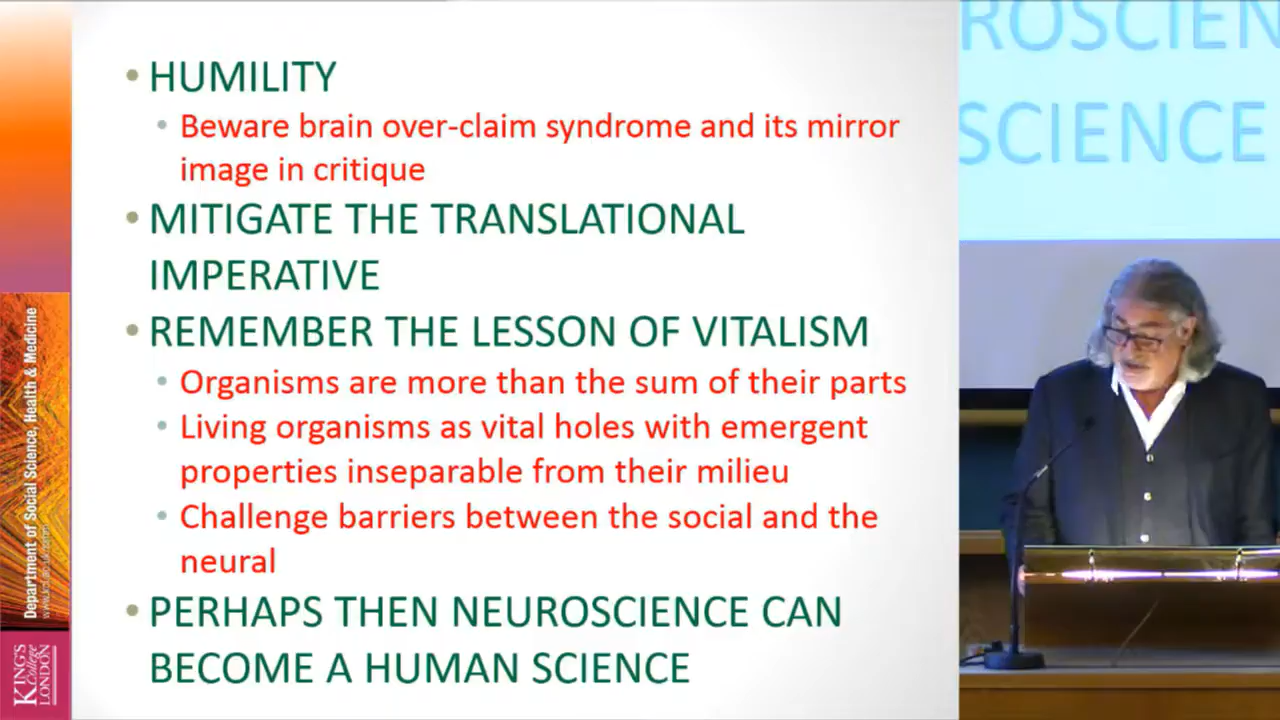 • HUMILITY
• Beware brain over-claim syndrome and its mirror
image in critique
• MITIGATE THE TRANSLATIONAL
IMPERATIVE
• REMEMBER THE LESSON OF VITALISM
• Organisms are more than the sum of their parts
• Living organisms as vital holes with emergent
properties inseparable from their milieu
• Challenge barriers between the social and the
neural
• PERHAPS THEN NEUROSCIENCE CAN
BECOME A HUMAN SCIENCE
Department of Social Science, Health & Medicine
KING'S
College
LONDON
ROSCIEN
SCIENCE